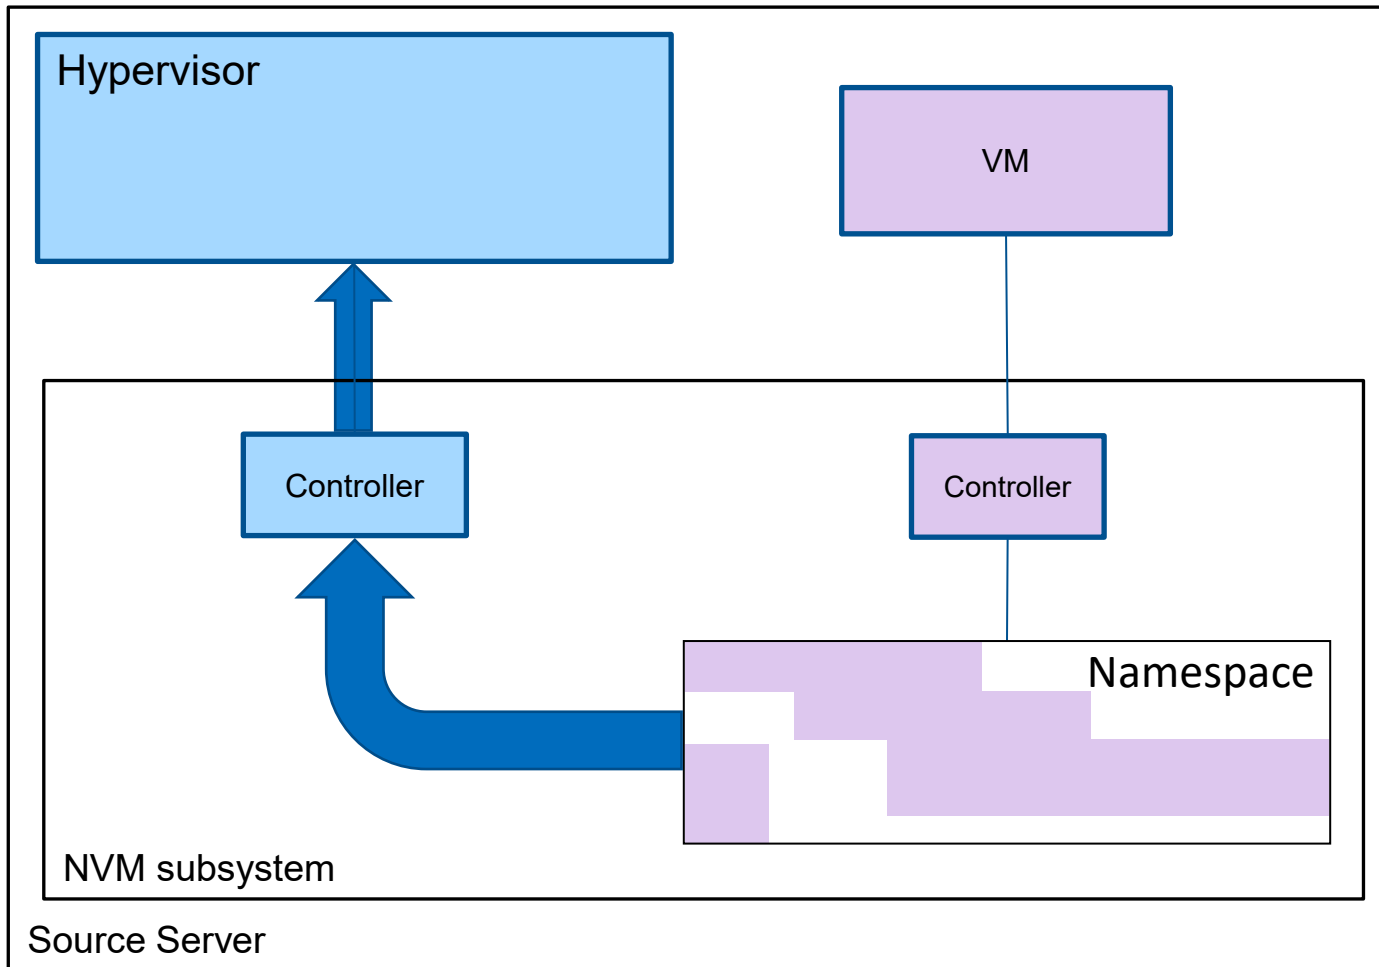 Hypervisor
VM
Controller
Controller
Namespace
NVM subsystem
Source Server